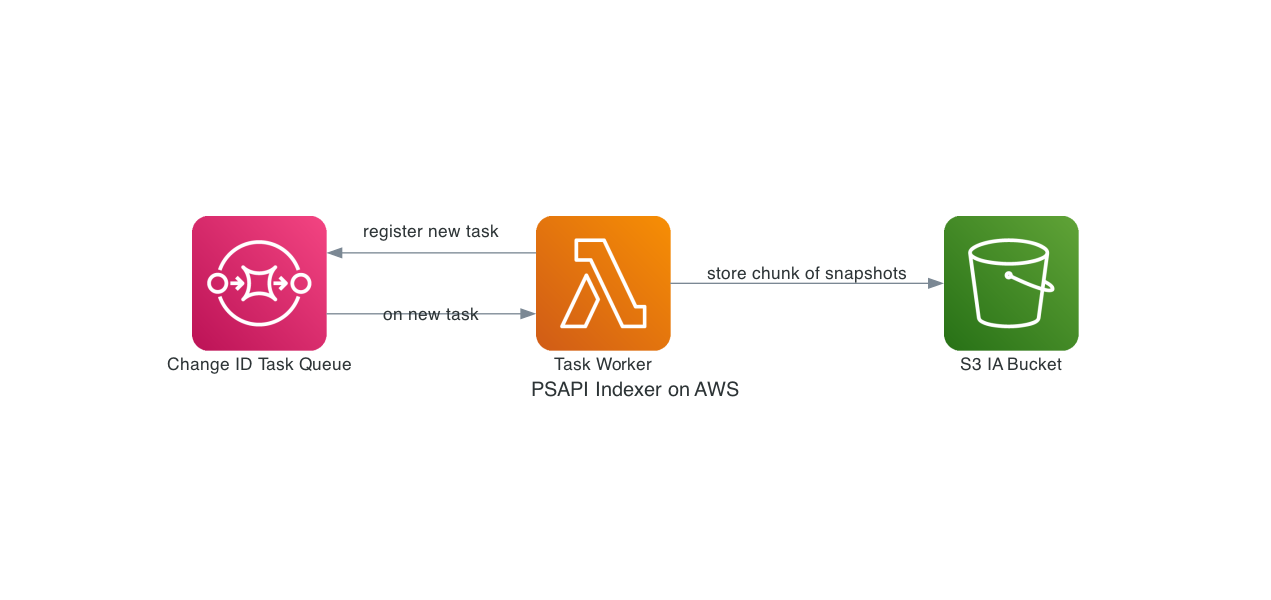 register new task
store chunk of snapshots
on new task
Change ID Task Queue
Task Worker
S3 IA Bucket
PSAPI Indexer on AWS